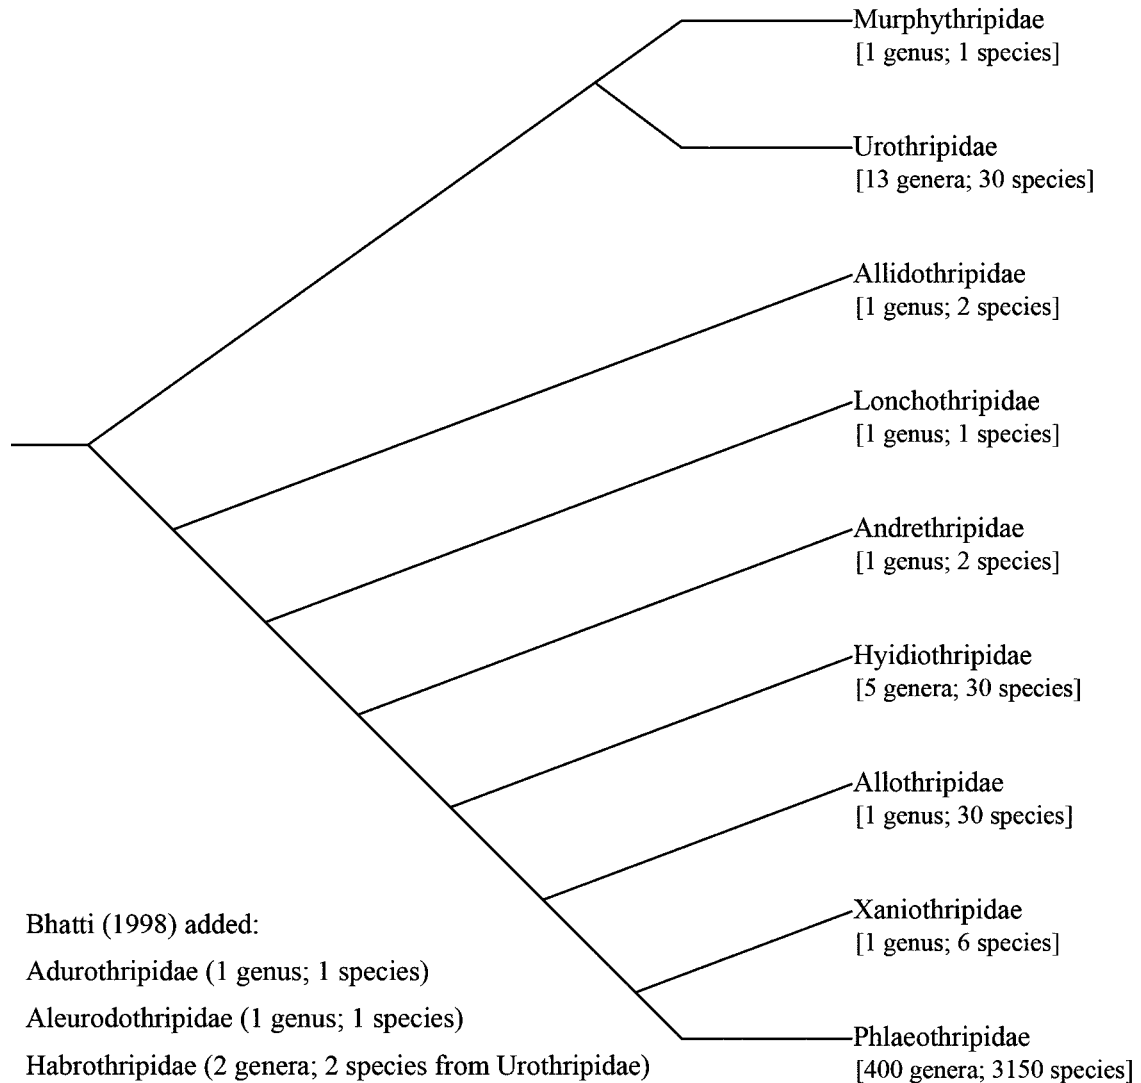 Murphythripidae
[1 genus; 1 species]
Urothripidae
[13 genera; 30 species]
Allidothripidae
[1 genus; 2 species]
Lonchothripidae
[1 genus; 1 species]
Andrethripidae
[1 genus; 2 species]
Hyidiothripidae
[5 genera; 30 species]
Allothripidae
[1 genus; 30 species]
Xaniothripidae
[1 genus; 6 species]
Phlaeothripidae
[400 genera; 3150 species]
Bhatti (1998) added:
Adurothripidae (1 genus; 1 species)
Aleurodothripidae (1 genus; 1 species)
Habrothripidae (2 genera; 2 species from Urothripidae)